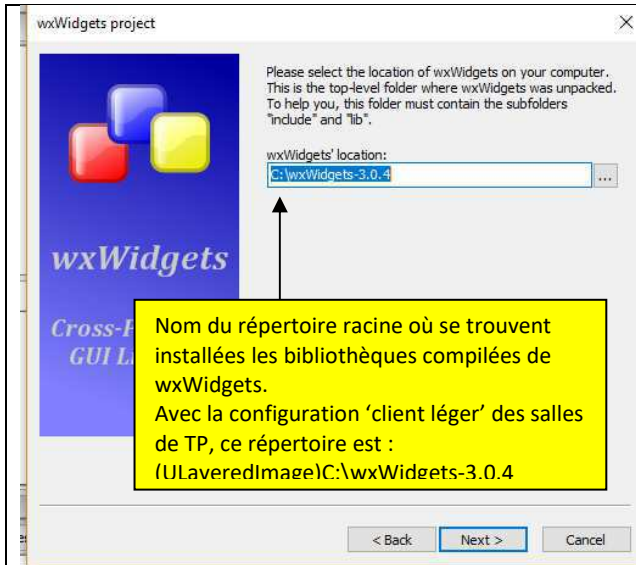 wxWidgets project
Please select the location of wxWidgets on your computer.
This is the top-level folder where wxWidgets was unpacked.
To help you, this folder must contain the subfolders
"include" and "lib".
wxWidgets' location:
C:\wxWidgets-3.0.4
...
wxWidgets
Cross-P
GUI L
Nom du répertoire racine où se trouvent
installées les bibliothèques compilées de
wxWidgets.
Avec la configuration ‘client léger’ des salles
de TP, ce répertoire est :
(ULayeredImage)C:\wxWidgets-3.0.4
< Back
Next >
Cancel